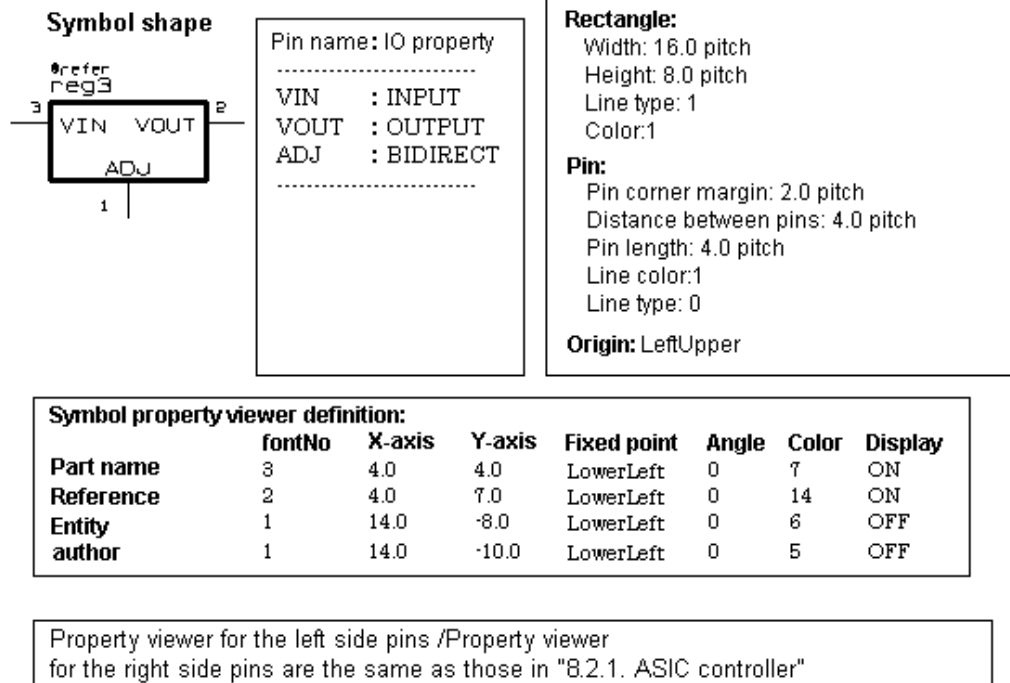 Symbol shape
#refer
reg3
3
2
VIN VOUT
ADJ
1
Pin name: IO property
-------------------------
VIN : INPUT
VOUT : OUTPUT
ADJ : BIDIRECT
-------------------------
Rectangle:
Width: 16.0 pitch
Height: 8.0 pitch
Line type: 1
Color:1
Pin:
Pin corner margin: 2.0 pitch
Distance between pins: 4.0 pitch
Pin length: 4.0 pitch
Line color:1
Line type: 0
Origin: LeftUpper
Symbol property viewer definition:
fontNo X-axis Y-axis Fixed point Angle Color Display
Part name 3 4.0 4.0 LowerLeft 0 7 ON
Reference 2 4.0 7.0 LowerLeft 0 14 ON
Entity 1 14.0 -8.0 LowerLeft 0 6 OFF
author 1 14.0 -10.0 LowerLeft 0 5 OFF
Property viewer for the left side pins /Property viewer
for the right side pins are the same as those in "8.2.1. ASIC controller"